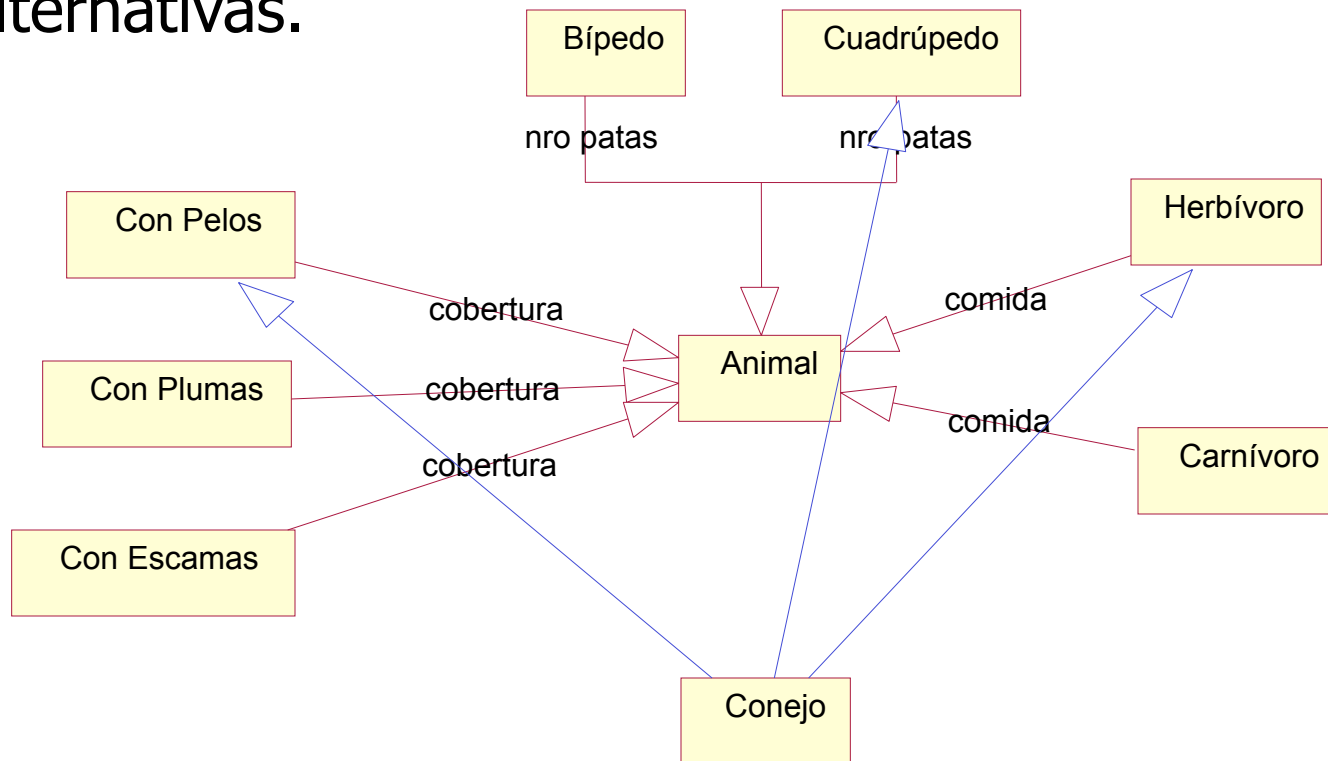 lternativas.
Bípedo
Cuadrúpedo
nro patas
nro patas
Con Pelos
Herbívoro
cobertura
comida
Animal
Con Plumas
cobertura
comida
Carnívoro
cobertura
Con Escamas
Conejo